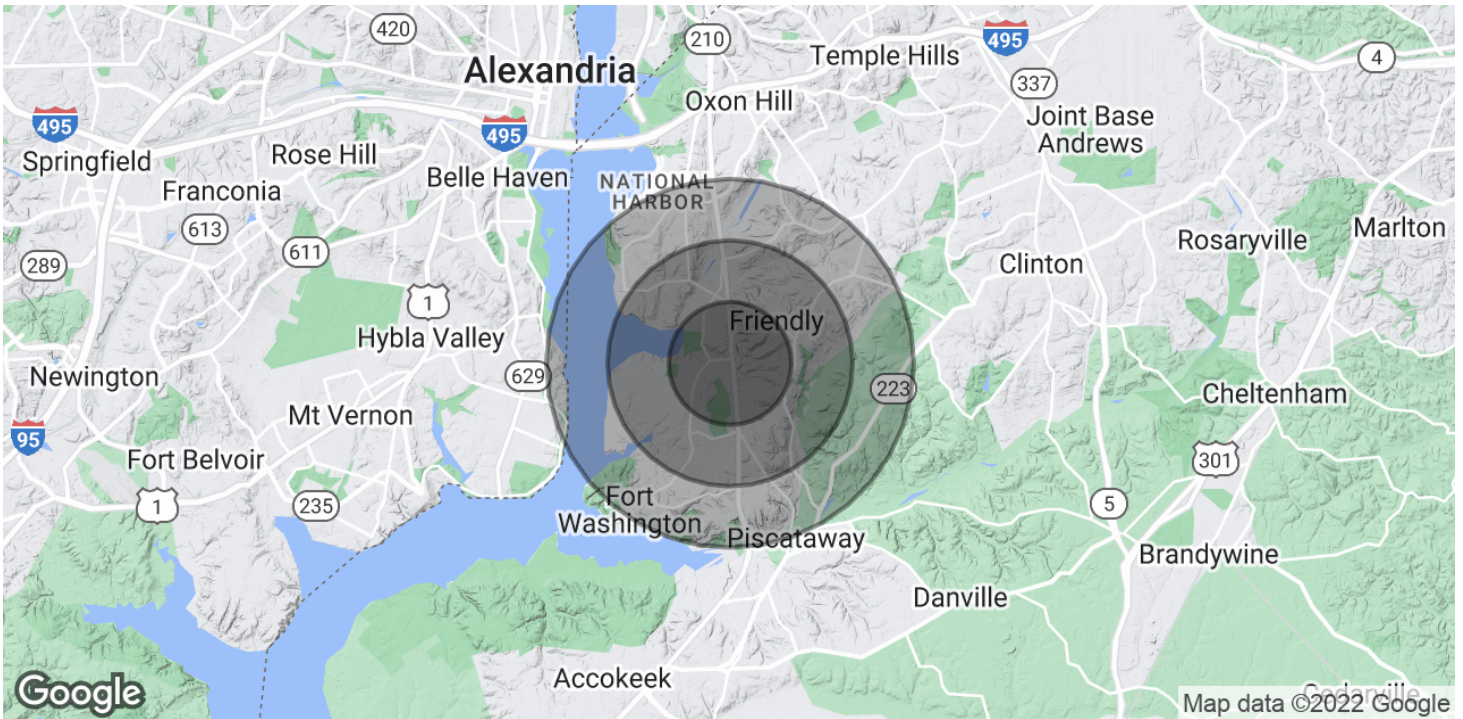 420
210
495
4
Temple Hills
Alexandria
337
Oxon Hill
495
495
Joint Base
Andrews
Springfield
Rose Hill
Belle Haven
Franconia
NATIONAL
HARBOR
613
Marlton
Rosaryville
611
289
Clinton
1
Friendly
Hybla Valley
Newington
629
223
Cheltenham
Mt Vernon
95
Fort Belvoir
301
Fort
Washington
1
235
5
Piscataway
Brandywine
Danville
Accokeek
Google
Cedarville
Map data ©2022 Google